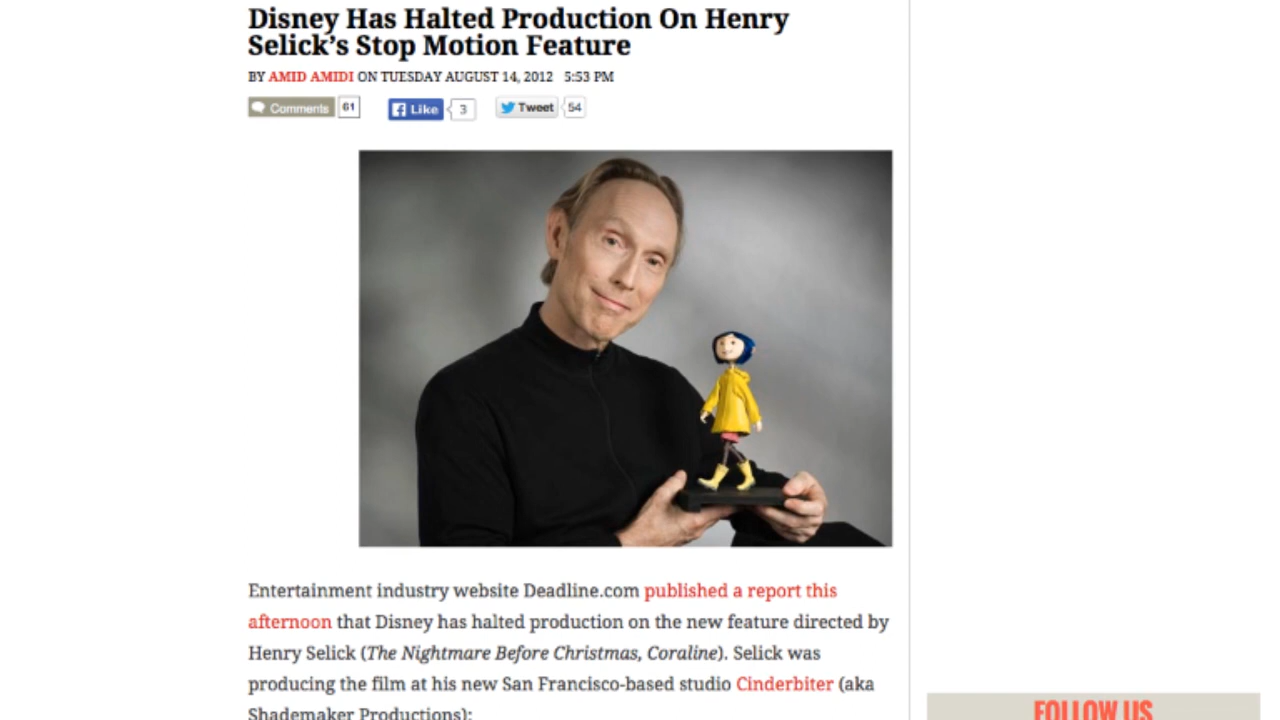 Disney Has Halted Production On Henry
Selick's Stop Motion Feature
BY AMID AMIDI ON TUESDAY AUGUST 14, 2012 5:53 PM
Comments 61 Like 3 Tweet 54
Entertainment industry website Deadline.com published a report this
afternoon that Disney has halted production on the new feature directed by
Henry Selick (The Nightmare Before Christmas, Coraline). Selick was
producing the film at his new San Francisco-based studio Cinderbiter (aka
Shademaker Productions):
FOLLOW US